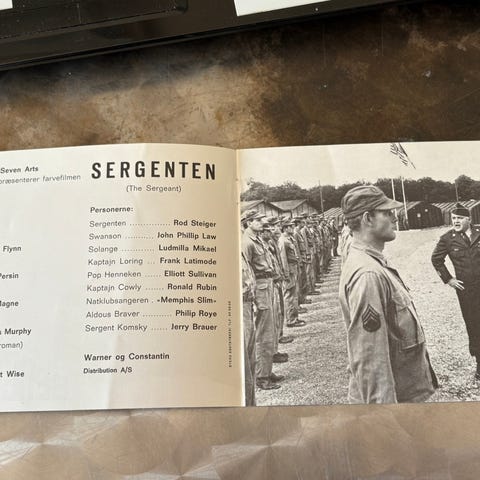 Seven Arts
præsenterer farvefilmen
Flynn
Persin
Magne
Murphy
roman)
Wise
SERGENTEN
(The Sergeant)
Personerne:
Sergenten ................. Rod Steiger
Swanson ......... John Phillip Law
Solange ........... Ludmilla Mikael
Kaptajn Loring ... Frank Latimode
Pop Henneken ... Elliott Sullivan
Kaptajn Cowly ..... Ronald Rubin
Natklubsangeren . »Memphis Slim«
Aldous Braver ....... Philip Roye
Sergent Komsky ...... Jerry Brauer
Warner og Constantin
Distribution A/S